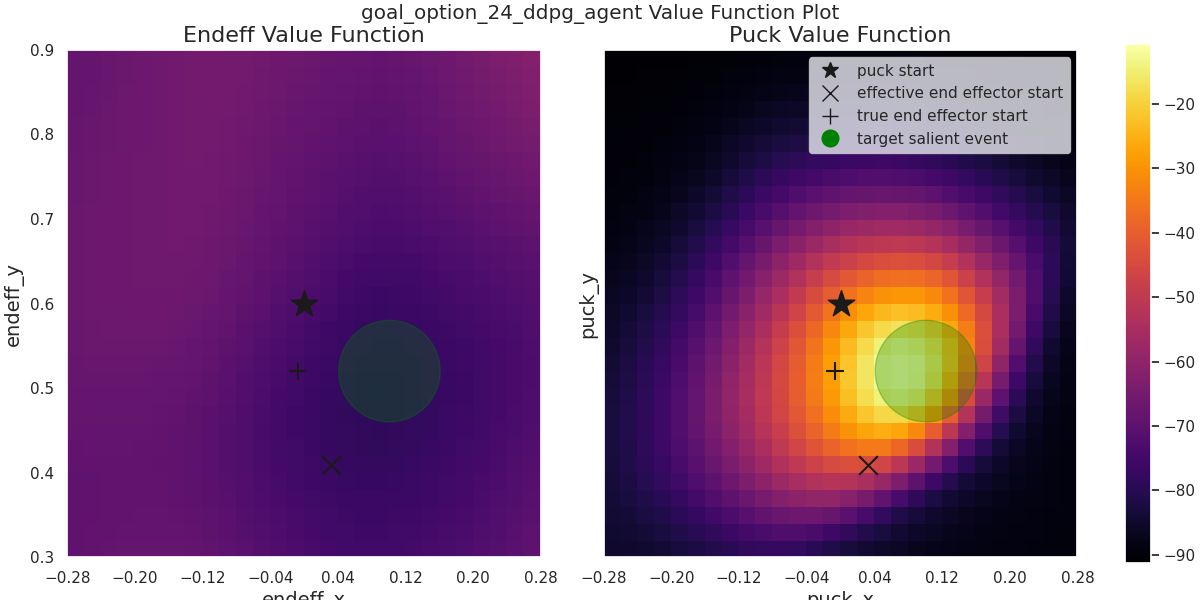 goal_option_24_ddpg_agent Value Function Plot
Endeff Value Function
Puck Value Function
0.9
0.8
0.7
0.6
0.5
0.4
0.3
endeff_y
−0.28 −0.20 −0.12 −0.04 0.04 0.12 0.20 0.28
endeff_x
puck_y
puck start
effective end effector start
true end effector start
target salient event
−0.28 −0.20 −0.12 −0.04 0.04 0.12 0.20 0.28
puck_x
−20
−30
−40
−50
−60
−70
−80
−90